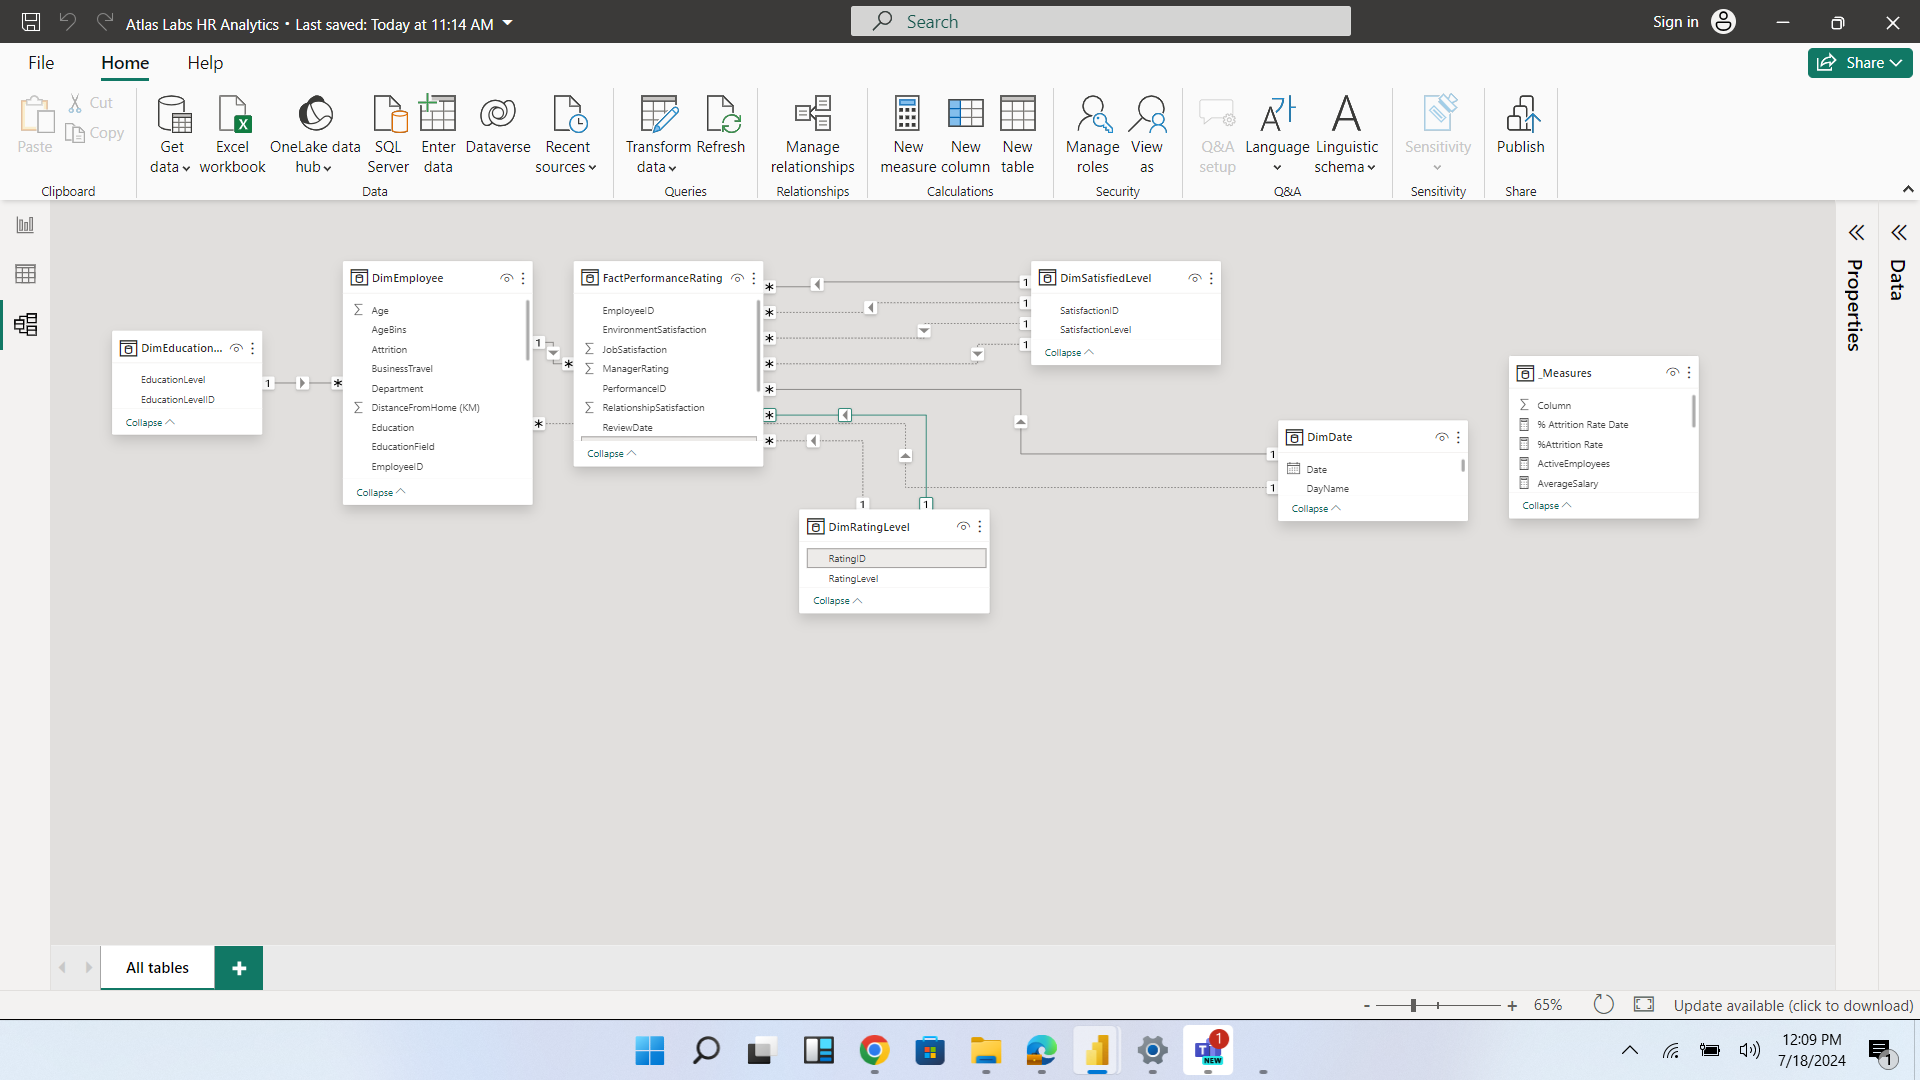 Atlas Labs HR Analytics • Last saved: Today at 11:14 AM
Search
Sign in
File
Home
Help
Share
Paste
Cut
Copy
Clipboard
Get data
Excel workbook
OneLake data hub
SQL Server
Enter data
Dataverse
Recent sources
Data
Transform data
Refresh
Queries
Manage relationships
Relationships
New measure
New column
New table
Calculations
Manage roles
View as
Security
Q&A setup
Language
Linguistic schema
Q&A
Sensitivity
Sensitivity
Publish
Share
DimEducation...
EducationLevel
EducationLevelID
Collapse
1
*
DimEmployee
Age
AgeBins
Attrition
BusinessTravel
Department
DistanceFromHome (KM)
Education
EducationField
EmployeeID
Collapse
1
*
*
FactPerformanceRating
EmployeeID
EnvironmentSatisfaction
JobSatisfaction
ManagerRating
PerformanceID
RelationshipSatisfaction
ReviewDate
Collapse
*
*
*
*
*
*
*
1
1
1
1
DimSatisfiedLevel
SatisfactionID
SatisfactionLevel
Collapse
1
1
DimRatingLevel
RatingID
RatingLevel
Collapse
1
1
DimDate
Date
DayName
Collapse
_Measures
Column
% Attrition Rate Date
%Attrition Rate
ActiveEmployees
AverageSalary
Collapse
Properties
Data
All tables
+
-
+
65%
Update available (click to download)
1
NEW
12:09 PM
7/18/2024
1